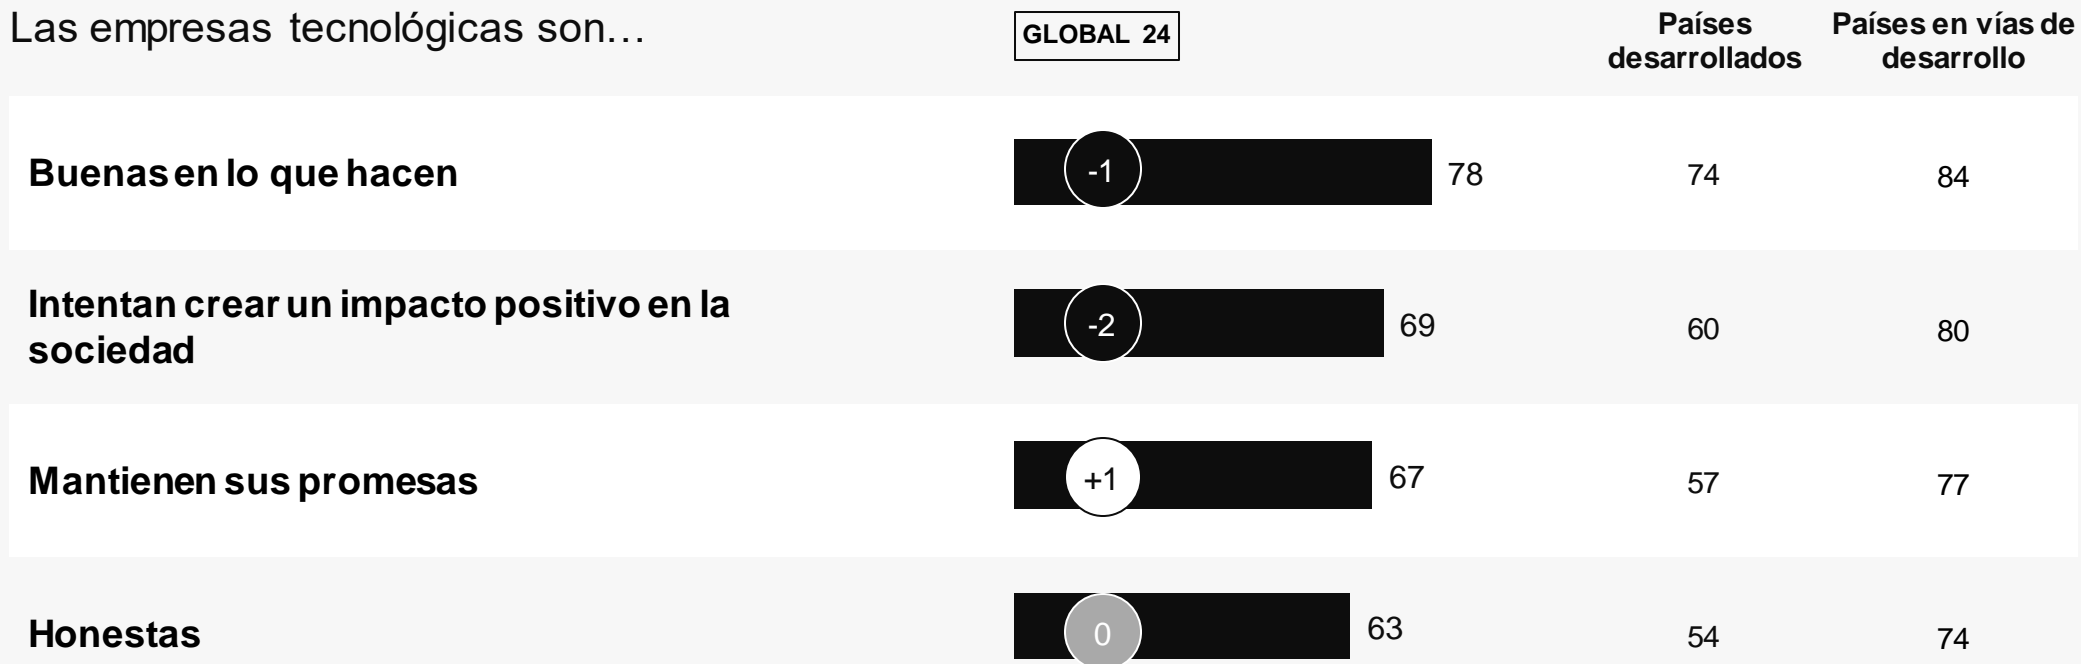 Las empresas tecnológicas son...
GLOBAL 24
Países
desarrollados
Países en vías de
desarrollo
Buenas en lo que hacen
-1
78
74
84
Intentan crear un impacto positivo en la
sociedad
-2
69
60
80
Mantienen sus promesas
+1
67
57
77
Honestas
0
63
54
74